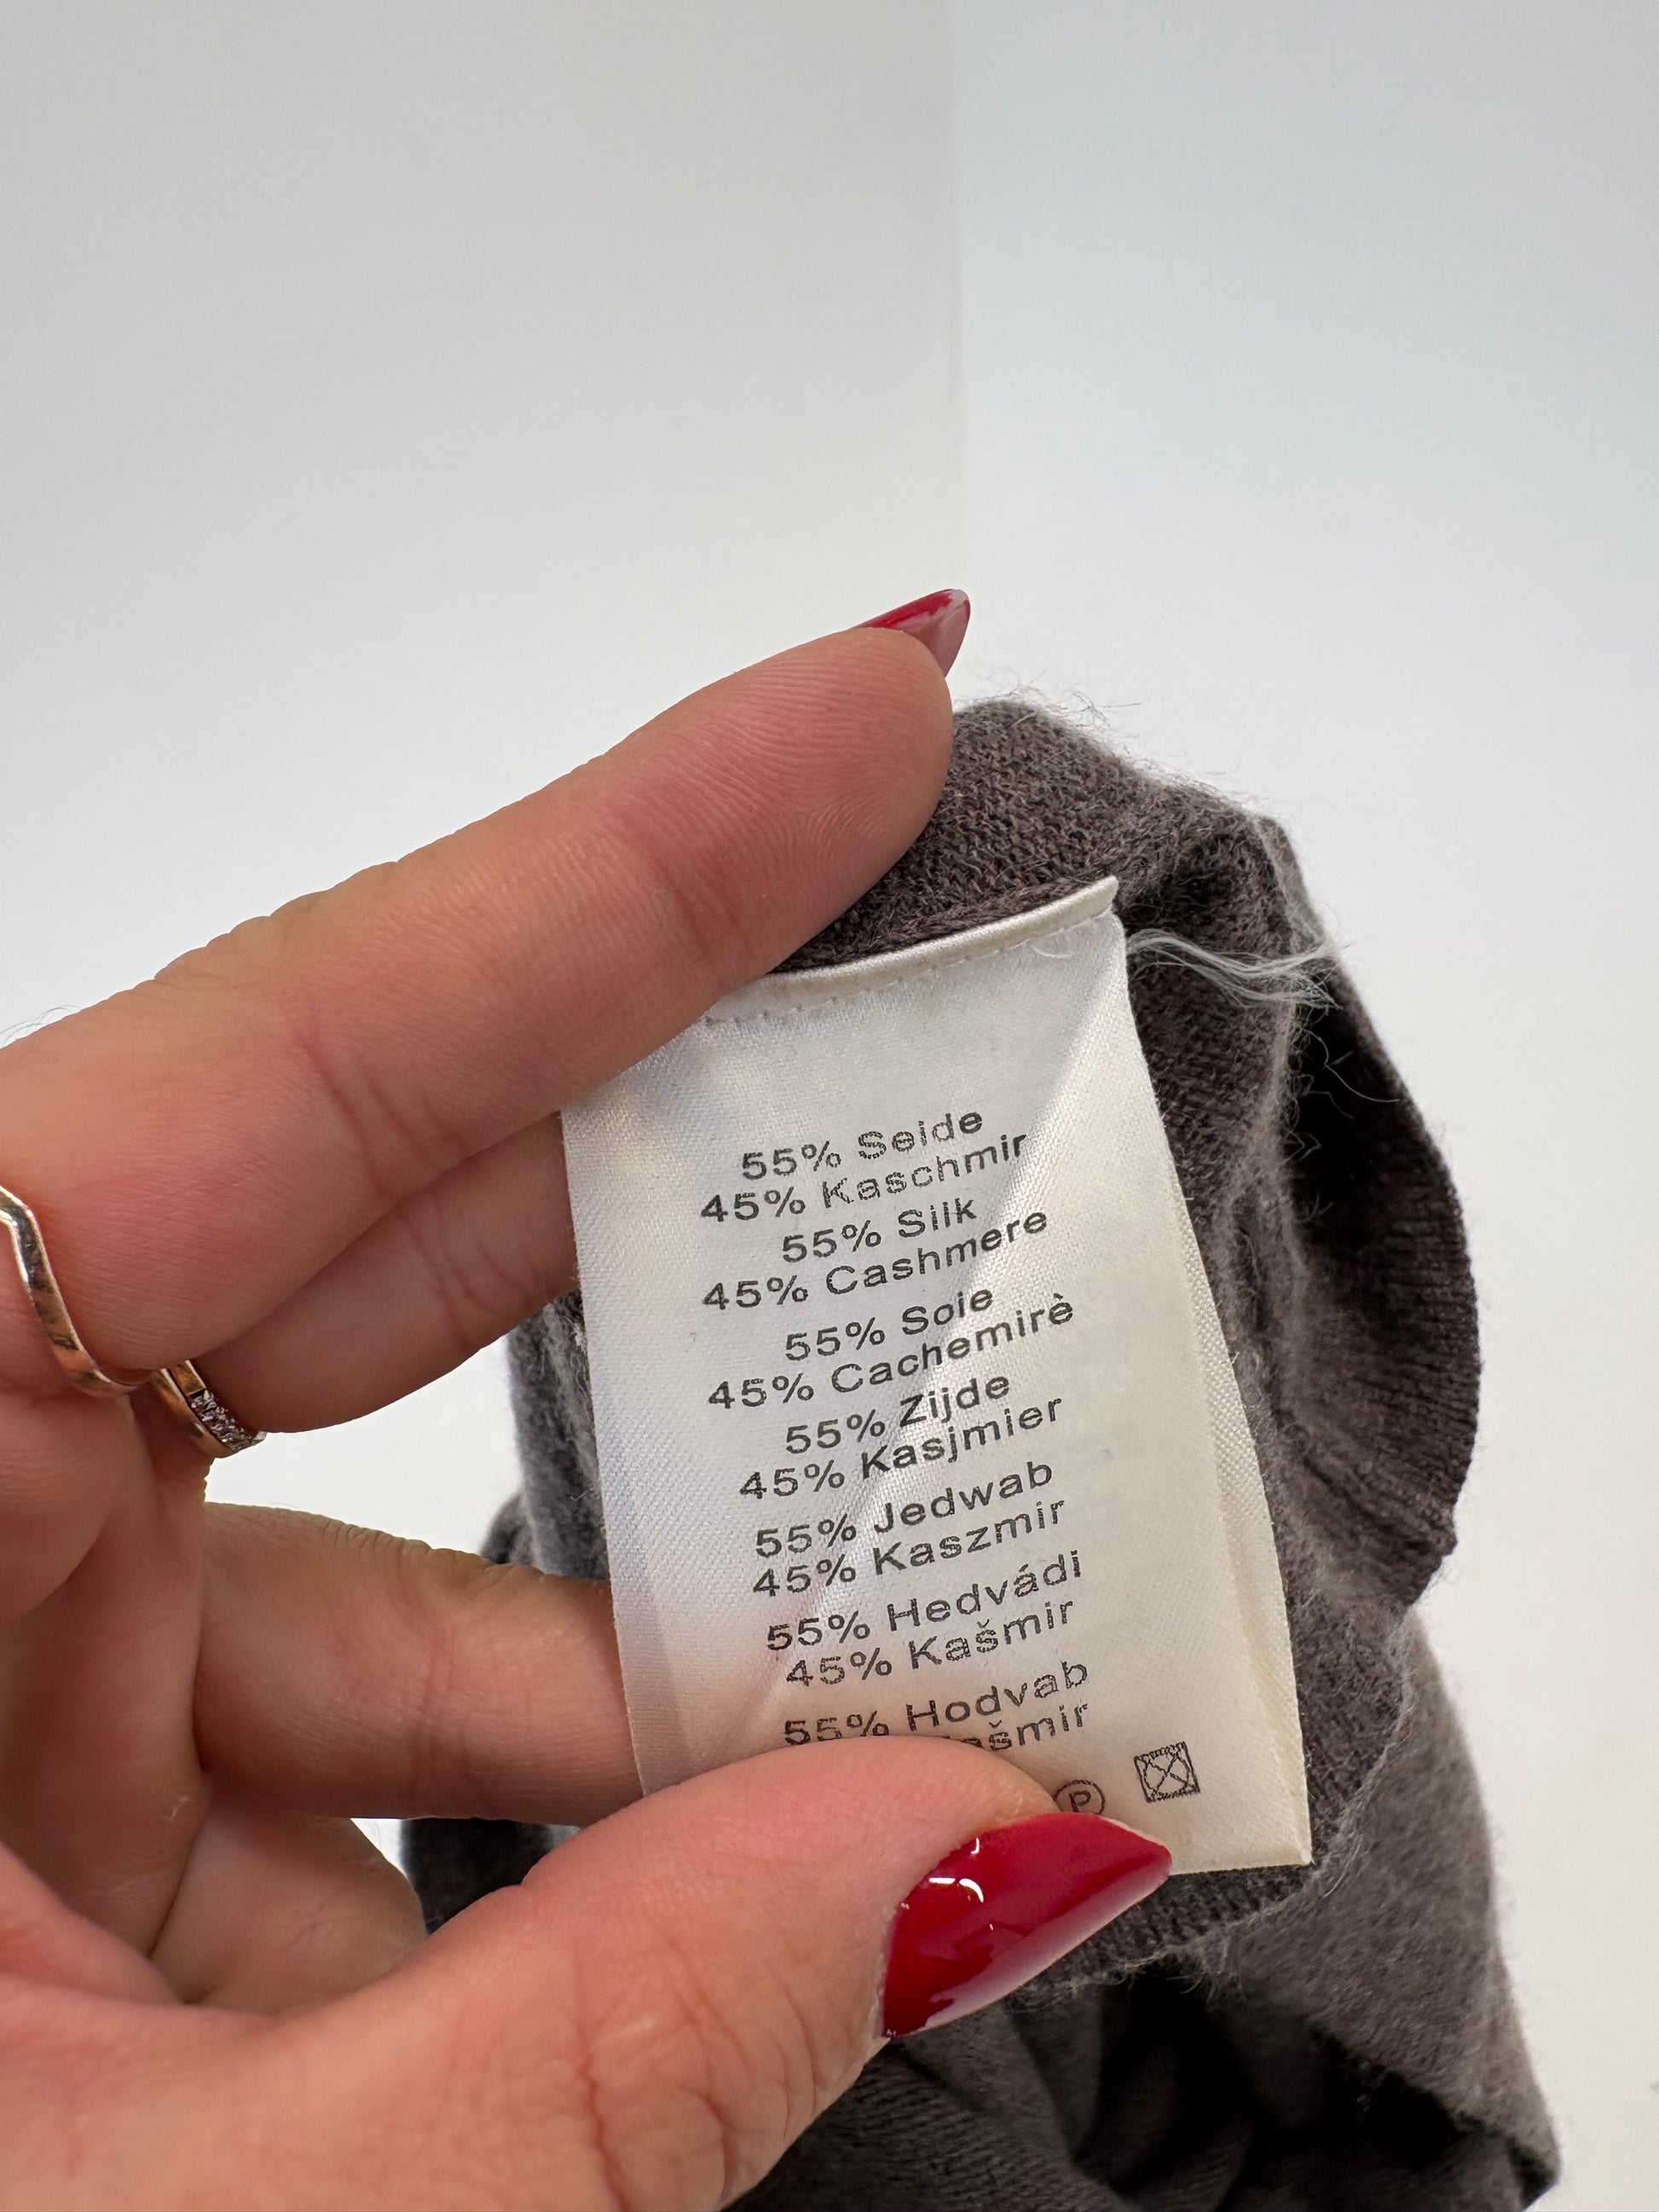 55% Seide
45% Kaschmir
55% Silk
45% Cashmere
55% Soie
45% Cachemirè
55% Zijde
45% Kasjmier
55% Jedwab
45% Kaszmir
55% Hedvádi
45% Kašmir
55% Hodvab
P